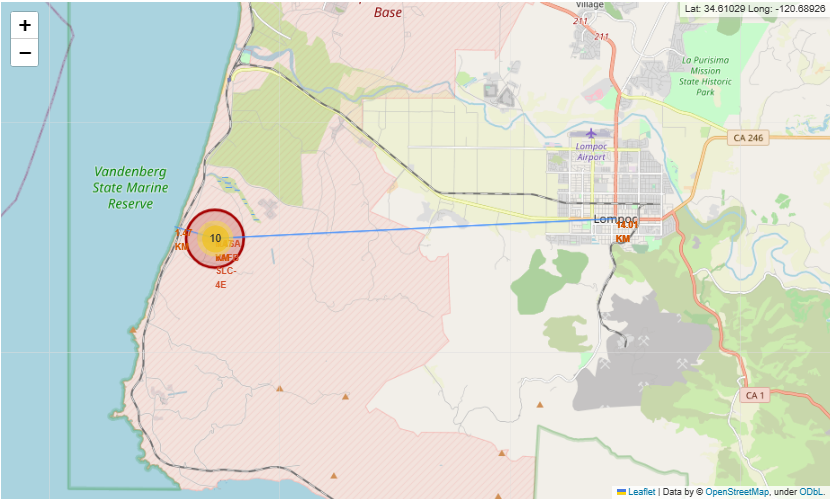 +
−
Base
Village
211
211
Lat: 34.61029 Long: -120.68926
La Purisima
Mission
State Historic
Park
CA 246
Lompoc
Airport
Vandenberg
State Marine
Reserve
Lompoc
14.01
KM
10
KM
SLC-
4E
CA 1
Leaflet | Data by © OpenStreetMap, under ODbL.